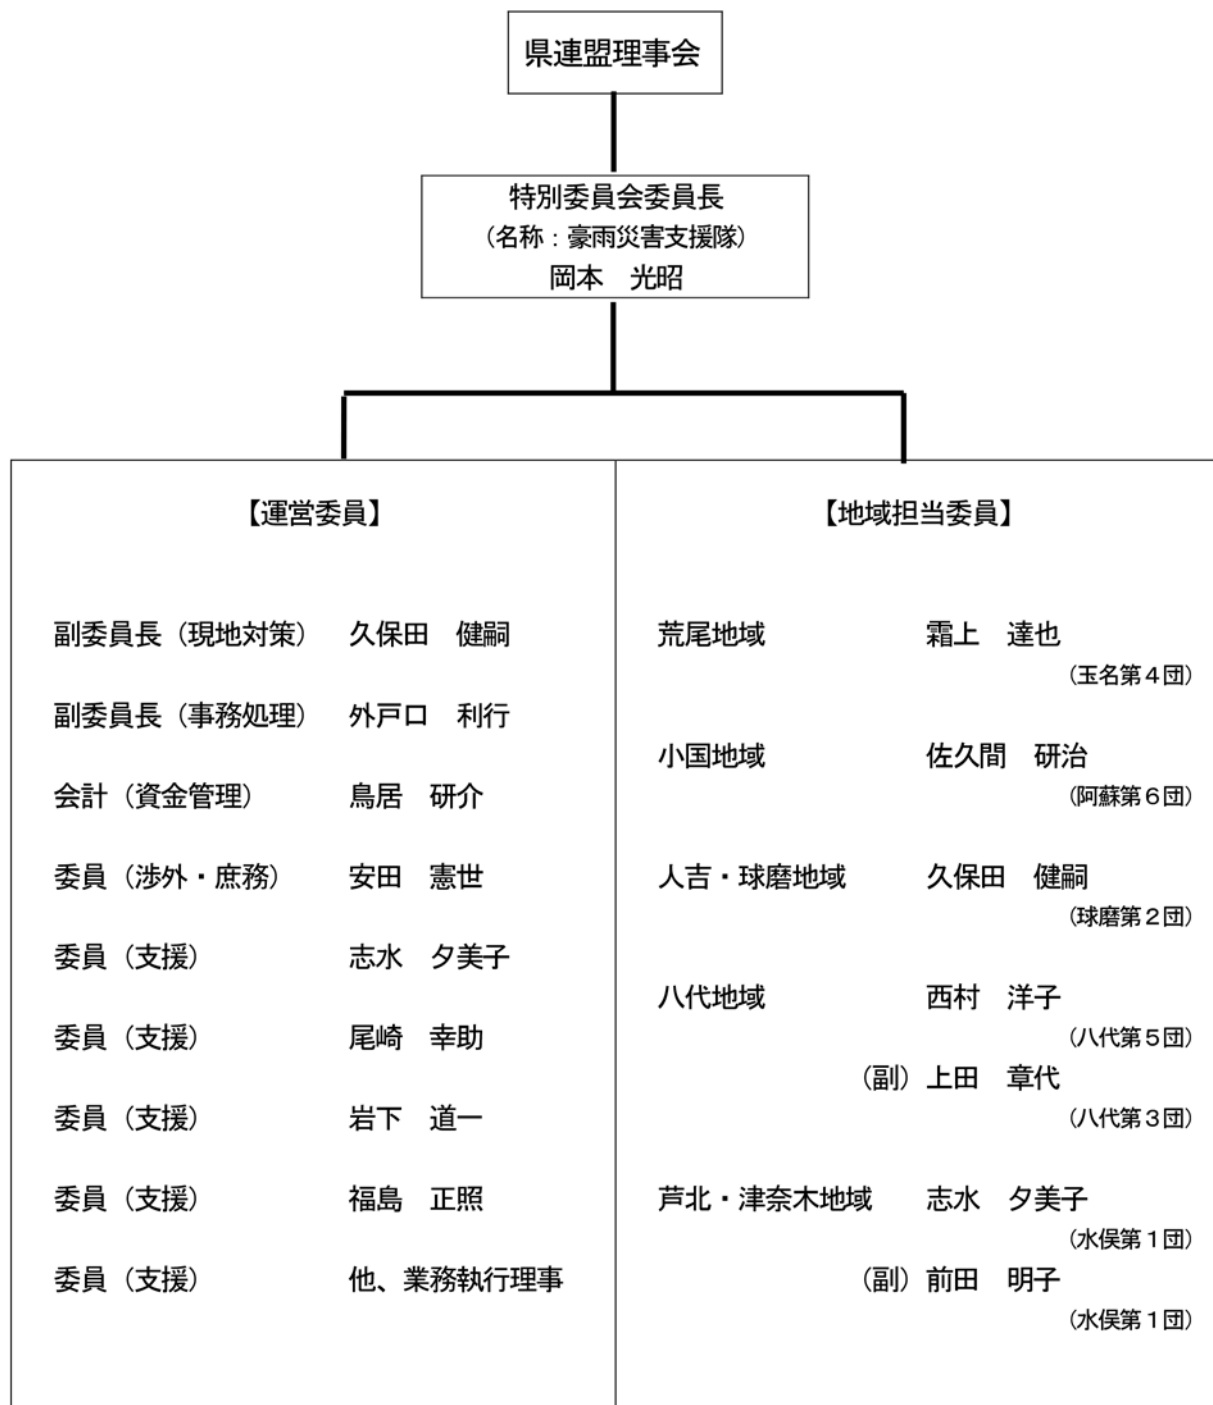 県連盟理事会
特別委員会委員長
（名称：豪雨災害支援隊）
岡本　光昭
【運営委員】
副委員長（現地対策）　久保田　健嗣
副委員長（事務処理）　外戸口　利行
会計（資金管理）　鳥居　研介
委員（渉外・庶務）　安田　憲世
委員（支援）　志水　夕美子
委員（支援）　尾崎　幸助
委員（支援）　岩下　道一
委員（支援）　福島　正照
委員（支援）　他、業務執行理事
【地域担当委員】
荒尾地域　霜上　達也
（玉名第４団）
小国地域　佐久間　研治
（阿蘇第６団）
人吉・球磨地域　久保田　健嗣
（球磨第２団）
八代地域　西村　洋子
（八代第５団）
（副）上田　章代
（八代第３団）
芦北・津奈木地域　志水　夕美子
（水俣第１団）
（副）前田　明子
（水俣第１団）